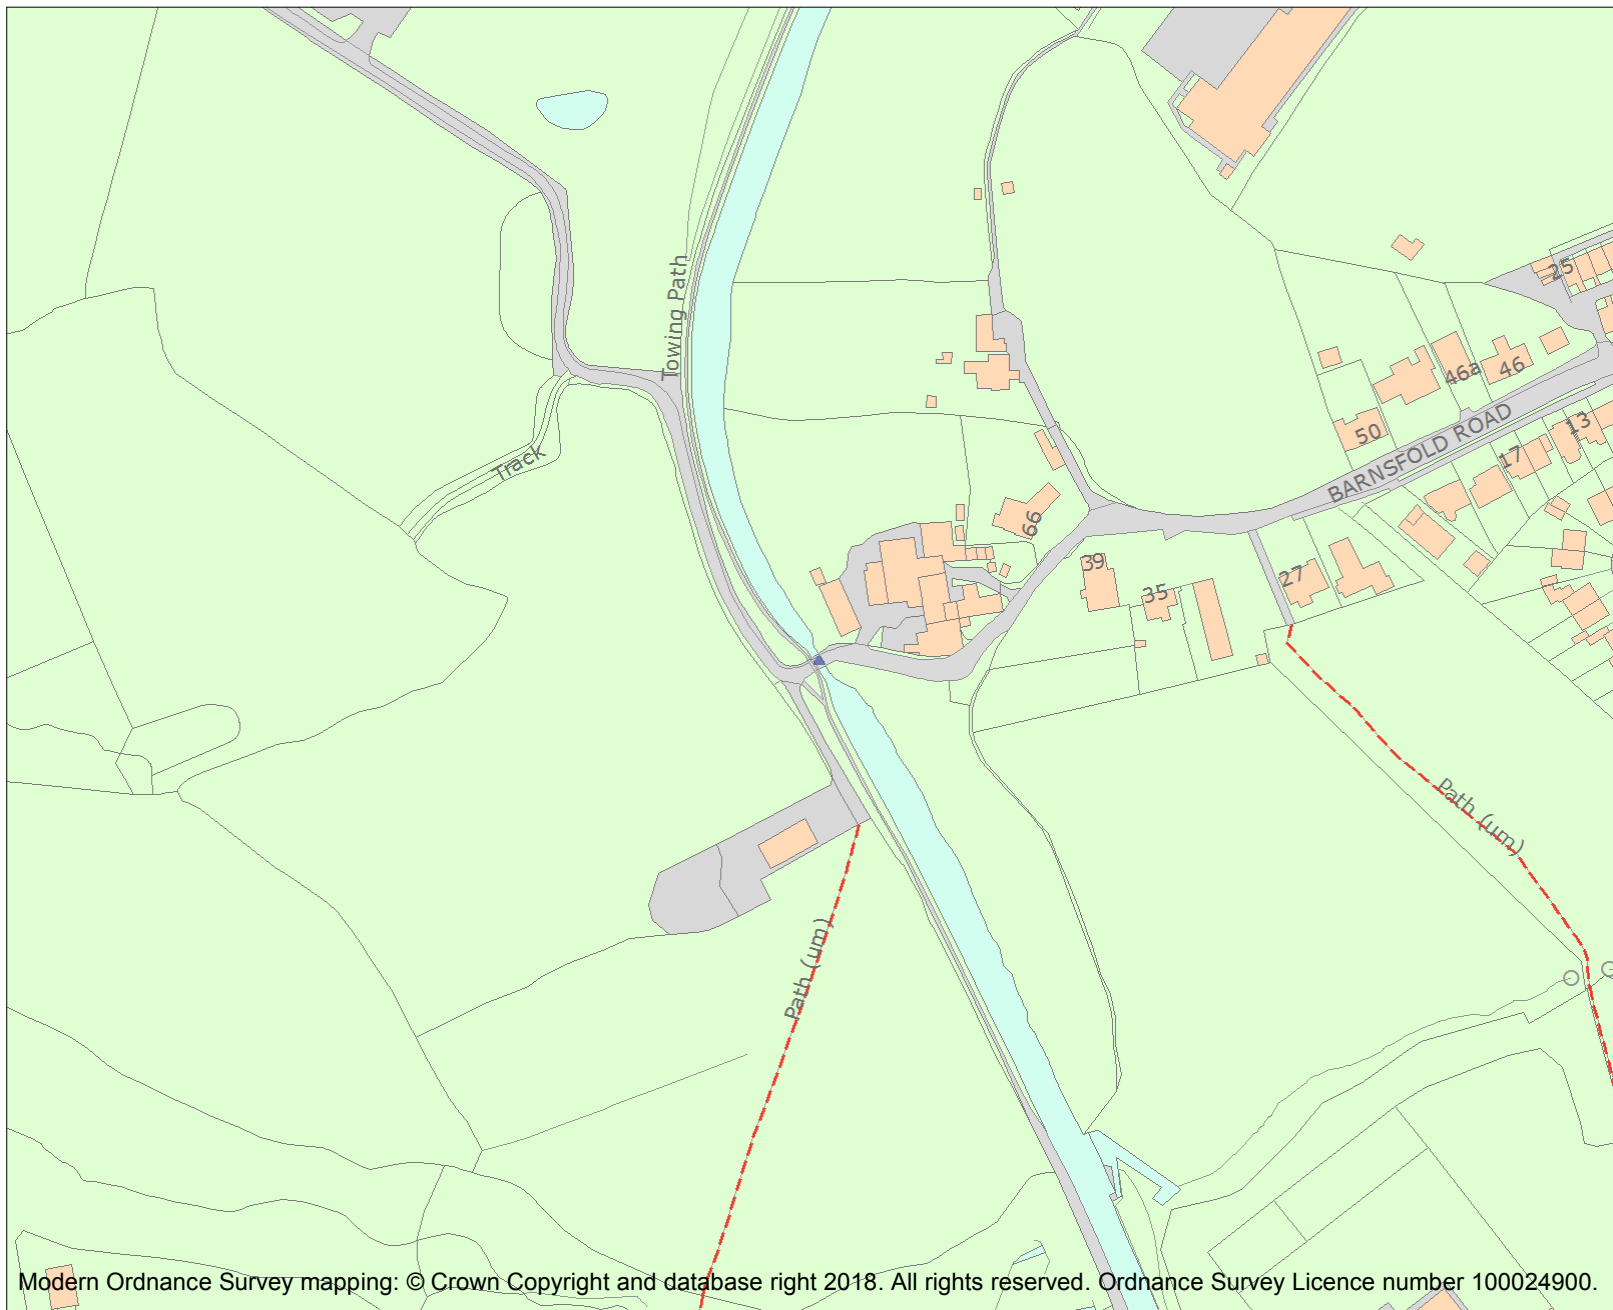 Towing Path
25
46a
46
50
BARNSFOLD ROAD
13
17
Track
66
39
35
27
Path (um)
Path (um)
Modern Ordnance Survey mapping: © Crown Copyright and database right 2018. All rights reserved. Ordnance Survey Licence number 100024900.